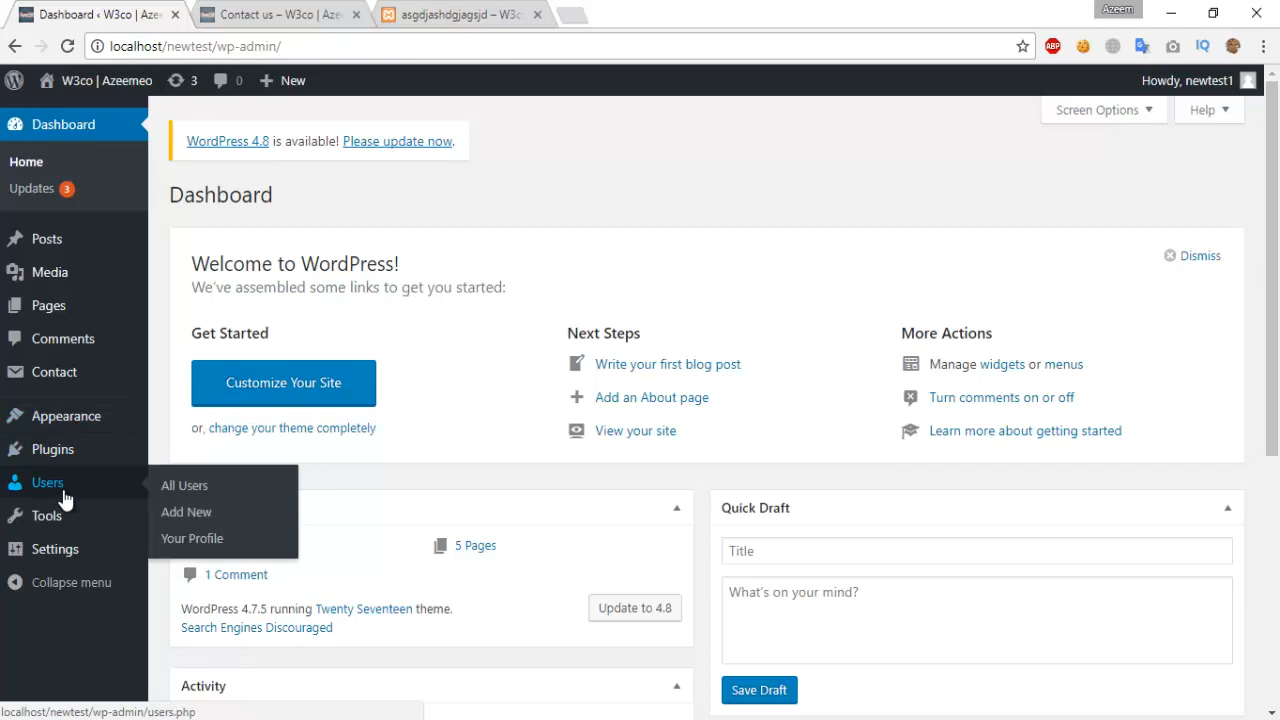 Dashboard ‹ W3co | Aze
Contact us – W3co | Aze
asgdjashdgjagsjd – W3c
Azeem
localhost/newtest/wp-admin/
ABP
IQ
W3co | Azeemeo
3
0
New
Howdy, newtest1
Dashboard
Home
Updates 3
Posts
Media
Pages
Comments
Contact
Appearance
Plugins
Users
Tools
Settings
Collapse menu
All Users
Add New
Your Profile
Screen Options
Help
WordPress 4.8 is available! Please update now.
Dashboard
Welcome to WordPress!
We've assembled some links to get you started:
Dismiss
Get Started
Customize Your Site
or, change your theme completely
Next Steps
Write your first blog post
Add an About page
View your site
More Actions
Manage widgets or menus
Turn comments on or off
Learn more about getting started
5 Pages
1 Comment
WordPress 4.7.5 running Twenty Seventeen theme.
Update to 4.8
Search Engines Discouraged
Activity
Quick Draft
Title
What's on your mind?
Save Draft
localhost/newtest/wp-admin/users.php